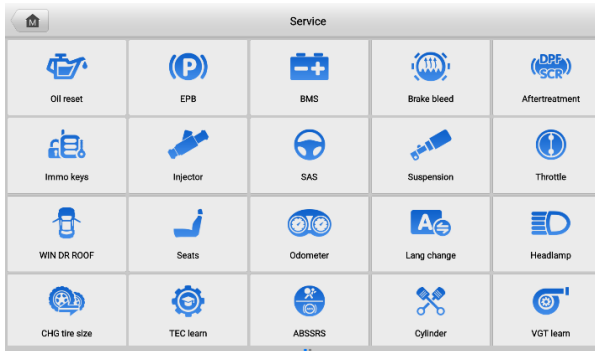 M
Service
Oil reset
EPB
BMS
Brake bleed
DPF
SCR
Aftertreatment
Immo keys
Injector
SAS
Suspension
Throttle
WIN DR ROOF
Seats
Odometer
A
Lang change
Headlamp
CHG tire size
TEC learn
ABSSRS
Cylinder
VGT learn